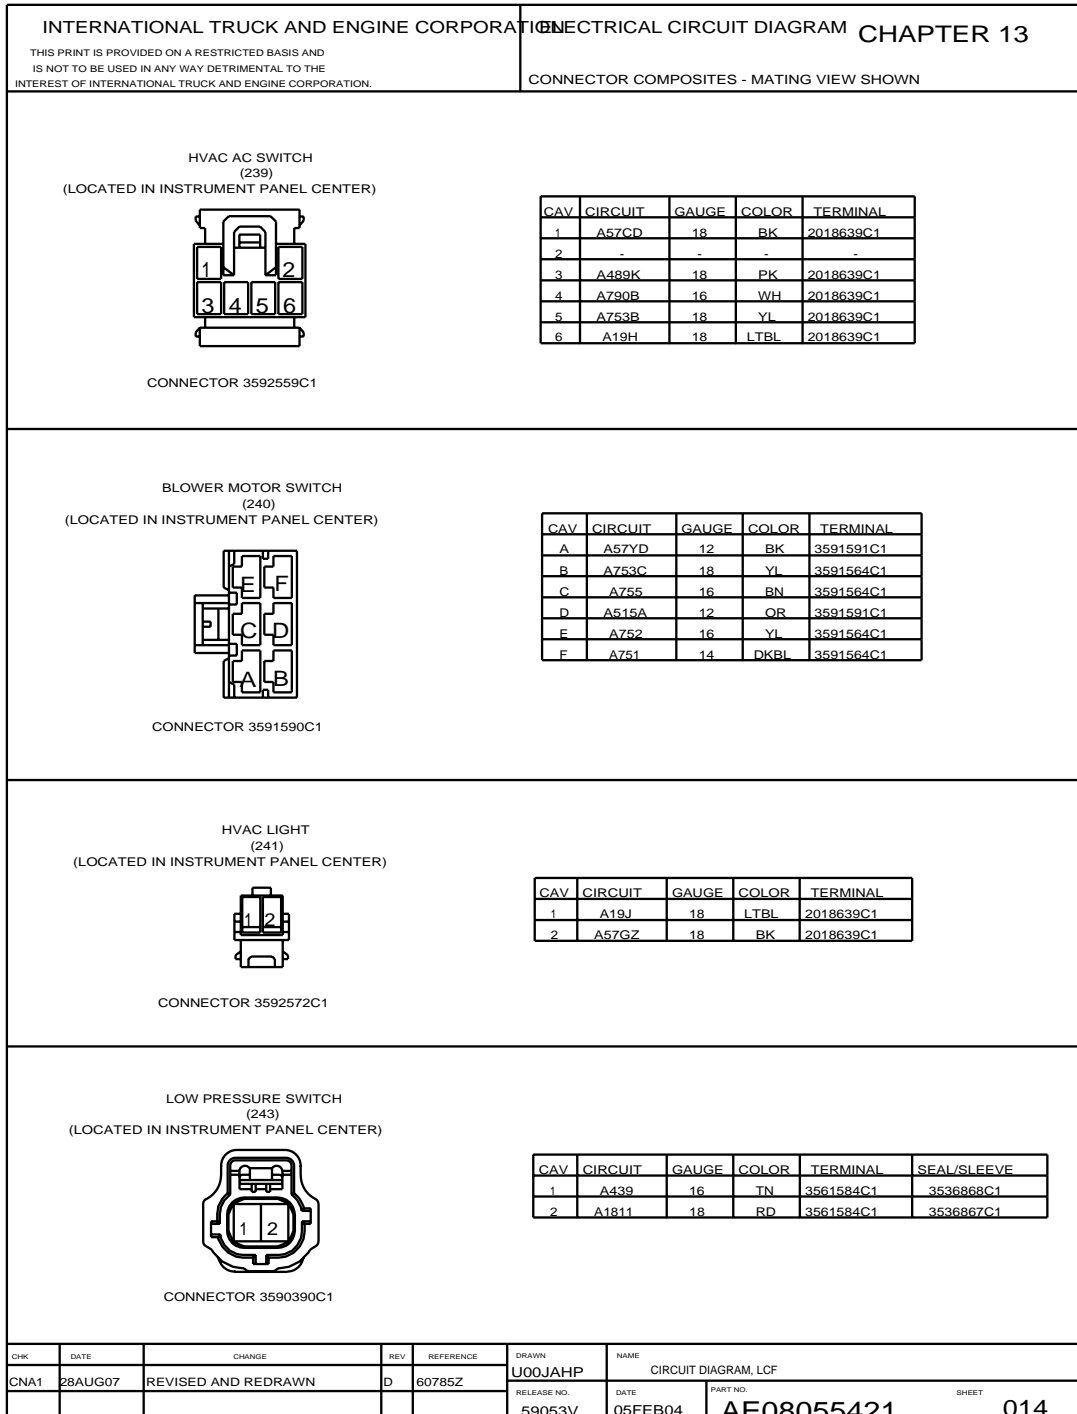 INTERNATIONAL TRUCK AND ENGINE CORPORATION
THIS PRINT IS PROVIDED ON A RESTRICTED BASIS AND
IS NOT TO BE USED IN ANY WAY DETRIMENTAL TO THE
INTEREST OF INTERNATIONAL TRUCK AND ENGINE CORPORATION.
ELECTRICAL CIRCUIT DIAGRAM CHAPTER 13
CONNECTOR COMPOSITES - MATING VIEW SHOWN
HVAC AC SWITCH
(239)
(LOCATED IN INSTRUMENT PANEL CENTER)
1 2
3 4 5 6
CONNECTOR 3592559C1
CAV CIRCUIT GAUGE COLOR TERMINAL
1 A57CD 18 BK 2018639C1
2 - - - -
3 A489K 18 PK 2018639C1
4 A790B 16 WH 2018639C1
5 A753B 18 YL 2018639C1
6 A19H 18 LTBL 2018639C1
BLOWER MOTOR SWITCH
(240)
(LOCATED IN INSTRUMENT PANEL CENTER)
E F
C D
A B
CONNECTOR 3591590C1
CAV CIRCUIT GAUGE COLOR TERMINAL
A A57YD 12 BK 3591591C1
B A753C 18 YL 3591564C1
C A755 16 BN 3591564C1
D A515A 12 OR 3591591C1
E A752 16 YL 3591564C1
F A751 14 DKBL 3591564C1
HVAC LIGHT
(241)
(LOCATED IN INSTRUMENT PANEL CENTER)
1 2
CONNECTOR 3592572C1
CAV CIRCUIT GAUGE COLOR TERMINAL
1 A19J 18 LTBL 2018639C1
2 A57GZ 18 BK 2018639C1
LOW PRESSURE SWITCH
(243)
(LOCATED IN INSTRUMENT PANEL CENTER)
1 2
CONNECTOR 3590390C1
CAV CIRCUIT GAUGE COLOR TERMINAL SEAL/SLEEVE
1 A439 16 TN 3561584C1 3536868C1
2 A1811 18 RD 3561584C1 3536867C1
CHK DATE CHANGE REV REFERENCE
CNA1 28AUG07 REVISED AND REDRAWN D 60785Z
DRAWN NAME
U00JAHP CIRCUIT DIAGRAM, LCF
RELEASE NO. DATE PART NO. SHEET
59053V 05FEB04 AE08055421 014